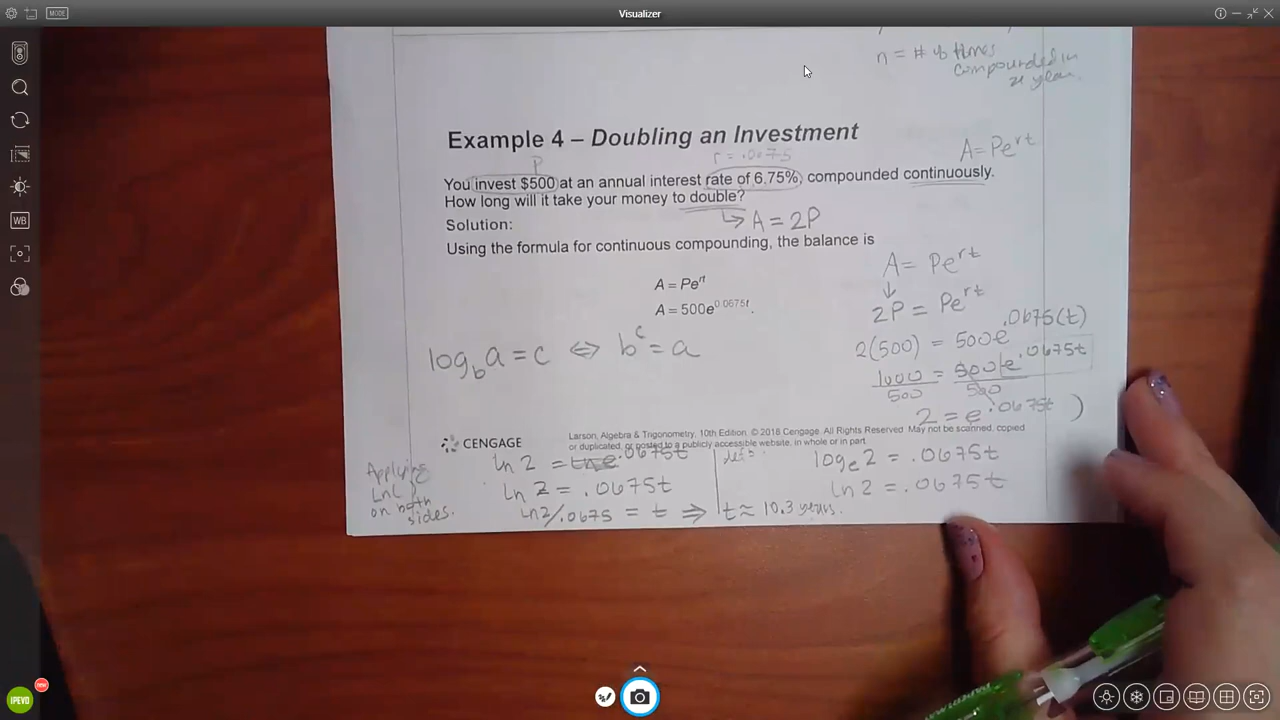 MODE
Visualizer
n = # of times
compounded in
a year
Example 4 – Doubling an Investment
A = Pe^rt
P
r = .0675
You invest $500 at an annual interest rate of 6.75%, compounded continuously.
How long will it take your money to double?
↳ A = 2P
Solution:
Using the formula for continuous compounding, the balance is
A = Pe^rt
A = 500e^0.0675t.
A = Pe^rt
↓
2P = Pe^rt
2(500) = 500e^.0675(t)
1000/500 = 500e^.0675t/500
2 = e^.0675t )
log_b a = c ⇔ b^c = a
CENGAGE
Larson, Algebra & Trigonometry, 10th Edition. © 2018 Cengage. All Rights Reserved. May not be scanned, copied
or duplicated, or posted to a publicly accessible website, in whole or in part.
Applying
Ln( )
on both
sides.
ln 2 = ln e^.0675t
ln 2 = .0675t
ln2/.0675 = t ⇒ t ≈ 10.3 years.
log_e 2 = .0675t
ln 2 = .0675t
IPEVO
new